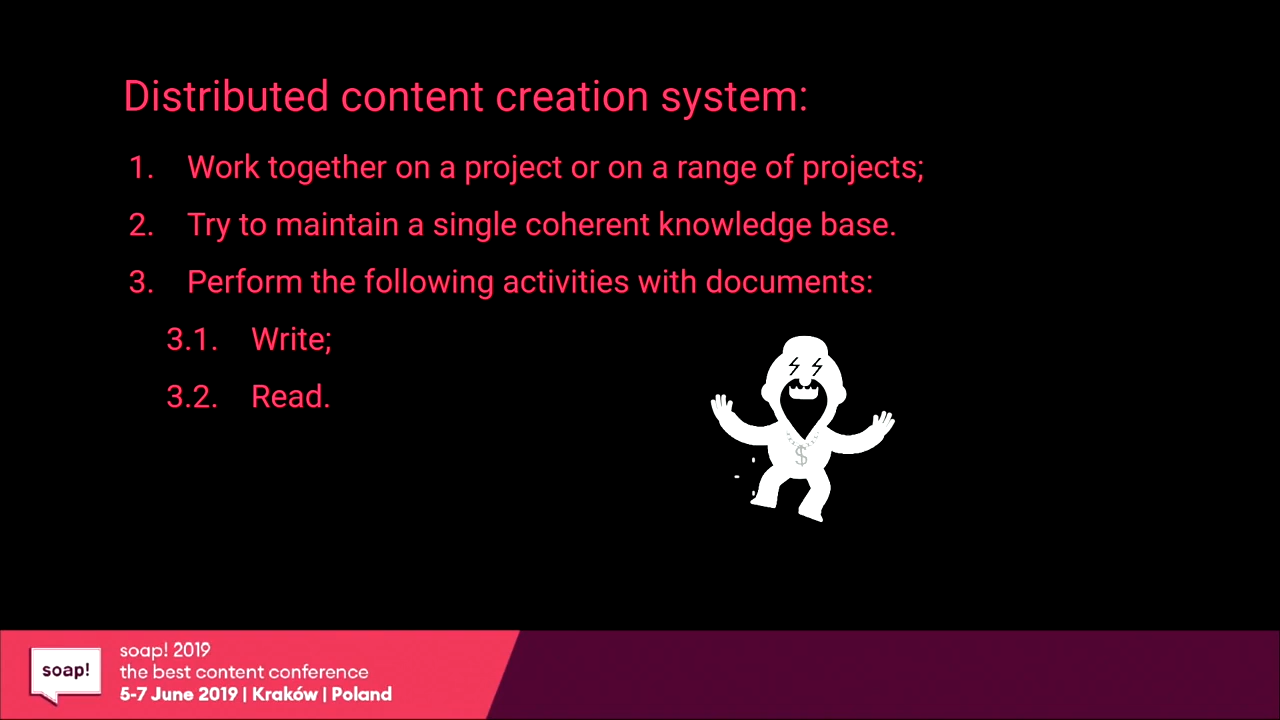 Distributed content creation system:
1. Work together on a project or on a range of projects;
2. Try to maintain a single coherent knowledge base.
3. Perform the following activities with documents:
3.1. Write;
3.2. Read.
$
soap!
soap! 2019
the best content conference
5-7 June 2019 | Kraków | Poland